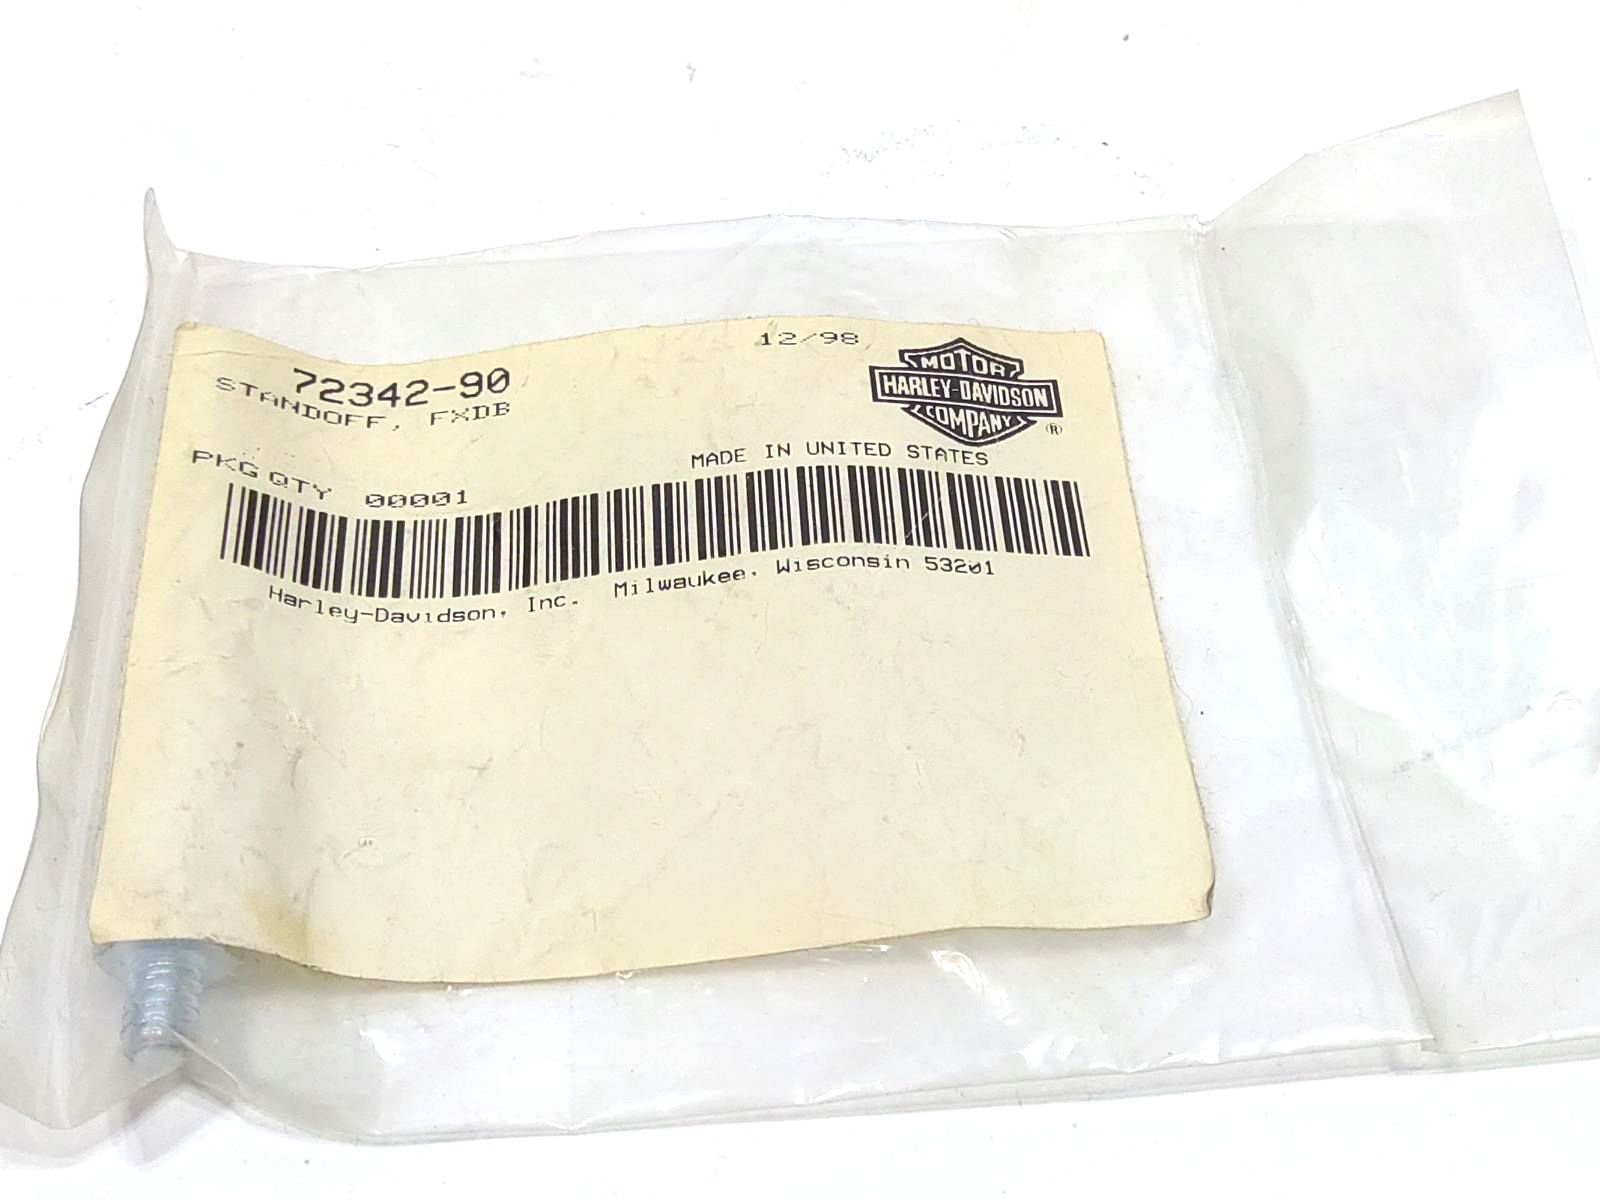 12/98
72342-90
STANDOFF, FXDB
MOTOR
HARLEY-DAVIDSON
COMPANY
®
PKG QTY 00001
MADE IN UNITED STATES
Harley-Davidson, Inc. Milwaukee, Wisconsin 53201